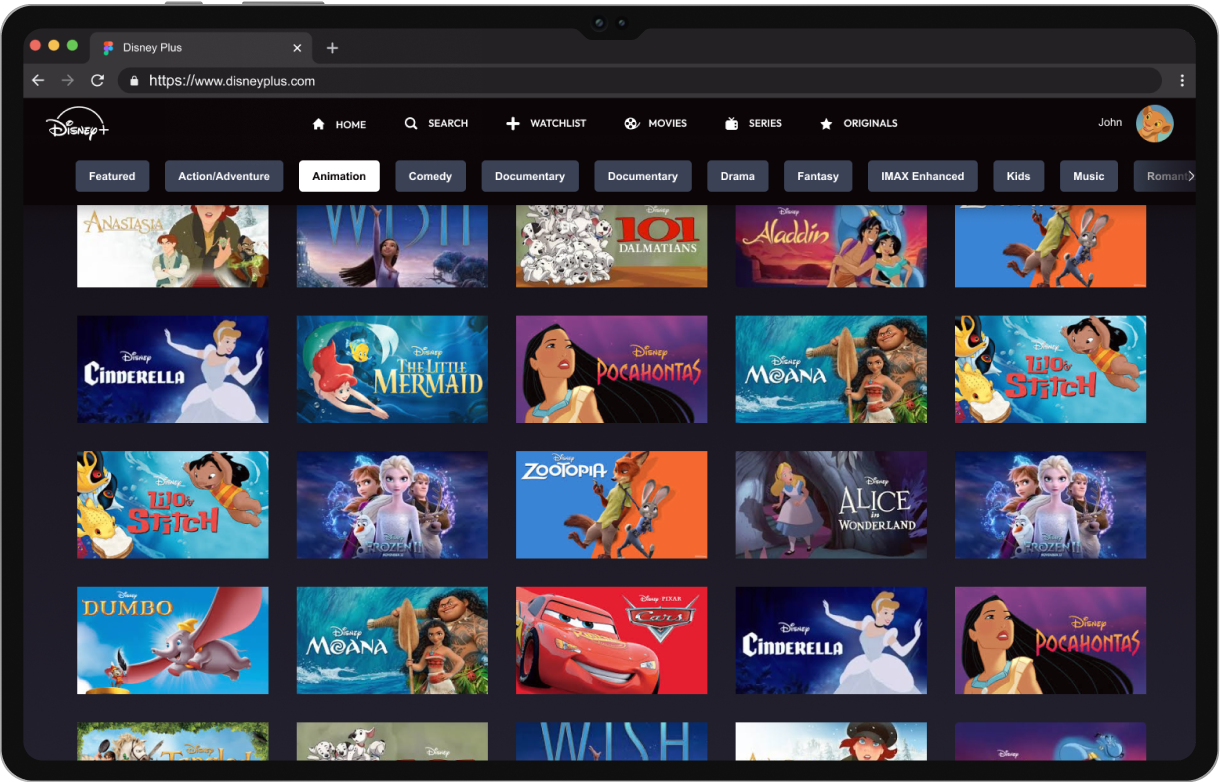 Disney Plus
https://www.disneyplus.com
Disney+
HOME
SEARCH
WATCHLIST
MOVIES
SERIES
ORIGINALS
John
Featured
Action/Adventure
Animation
Comedy
Documentary
Documentary
Drama
Fantasy
IMAX Enhanced
Kids
Music
Romant
ANASTASIA
WISH
Disney
101
DALMATIANS
Disney
Aladdin
Disney
CINDERELLA
Disney
THE LITTLE
MERMAID
Disney
POCAHONTAS
Disney
MOANA
LILO &
STITCH
LILO &
STITCH
Disney
FROZEN II
Disney
ZOOTOPIA
Disney
ALICE
in
WONDERLAND
Disney
FROZEN II
Disney
DUMBO
Disney
MOANA
Disney PIXAR
Cars
Disney
CINDERELLA
Disney
POCAHONTAS
Disney
Disney
WISH
Disney